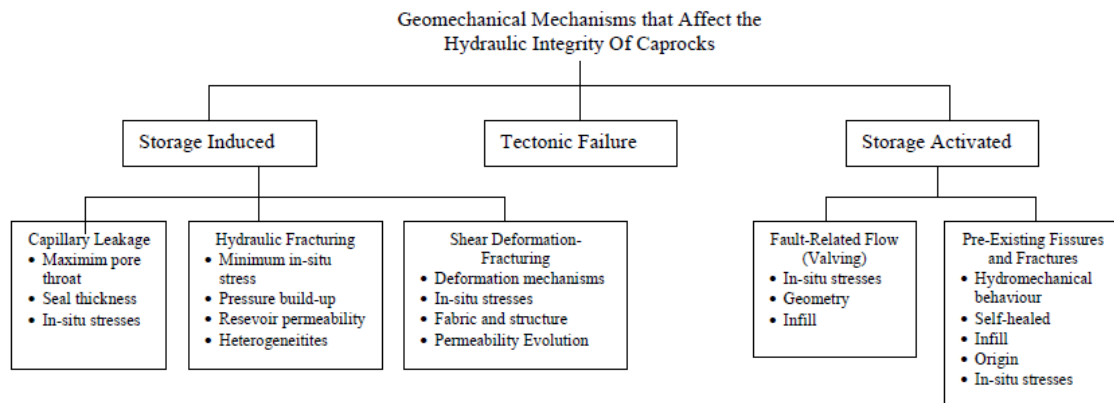 Geomechanical Mechanisms that Affect the
Hydraulic Integrity Of Caprocks
Storage Induced
Tectonic Failure
Storage Activated
Capillary Leakage
• Maximim pore
throat
• Seal thickness
• In-situ stresses
Hydraulic Fracturing
• Minimum in-situ
stress
• Pressure build-up
• Resevoir permeability
• Heterogeneitites
Shear Deformation-
Fracturing
• Deformation mechanisms
• In-situ stresses
• Fabric and structure
• Permeability Evolution
Fault-Related Flow
(Valving)
• In-situ stresses
• Geometry
• Infill
Pre-Existing Fissures
and Fractures
• Hydromechanical
behaviour
• Self-healed
• Infill
• Origin
• In-situ stresses